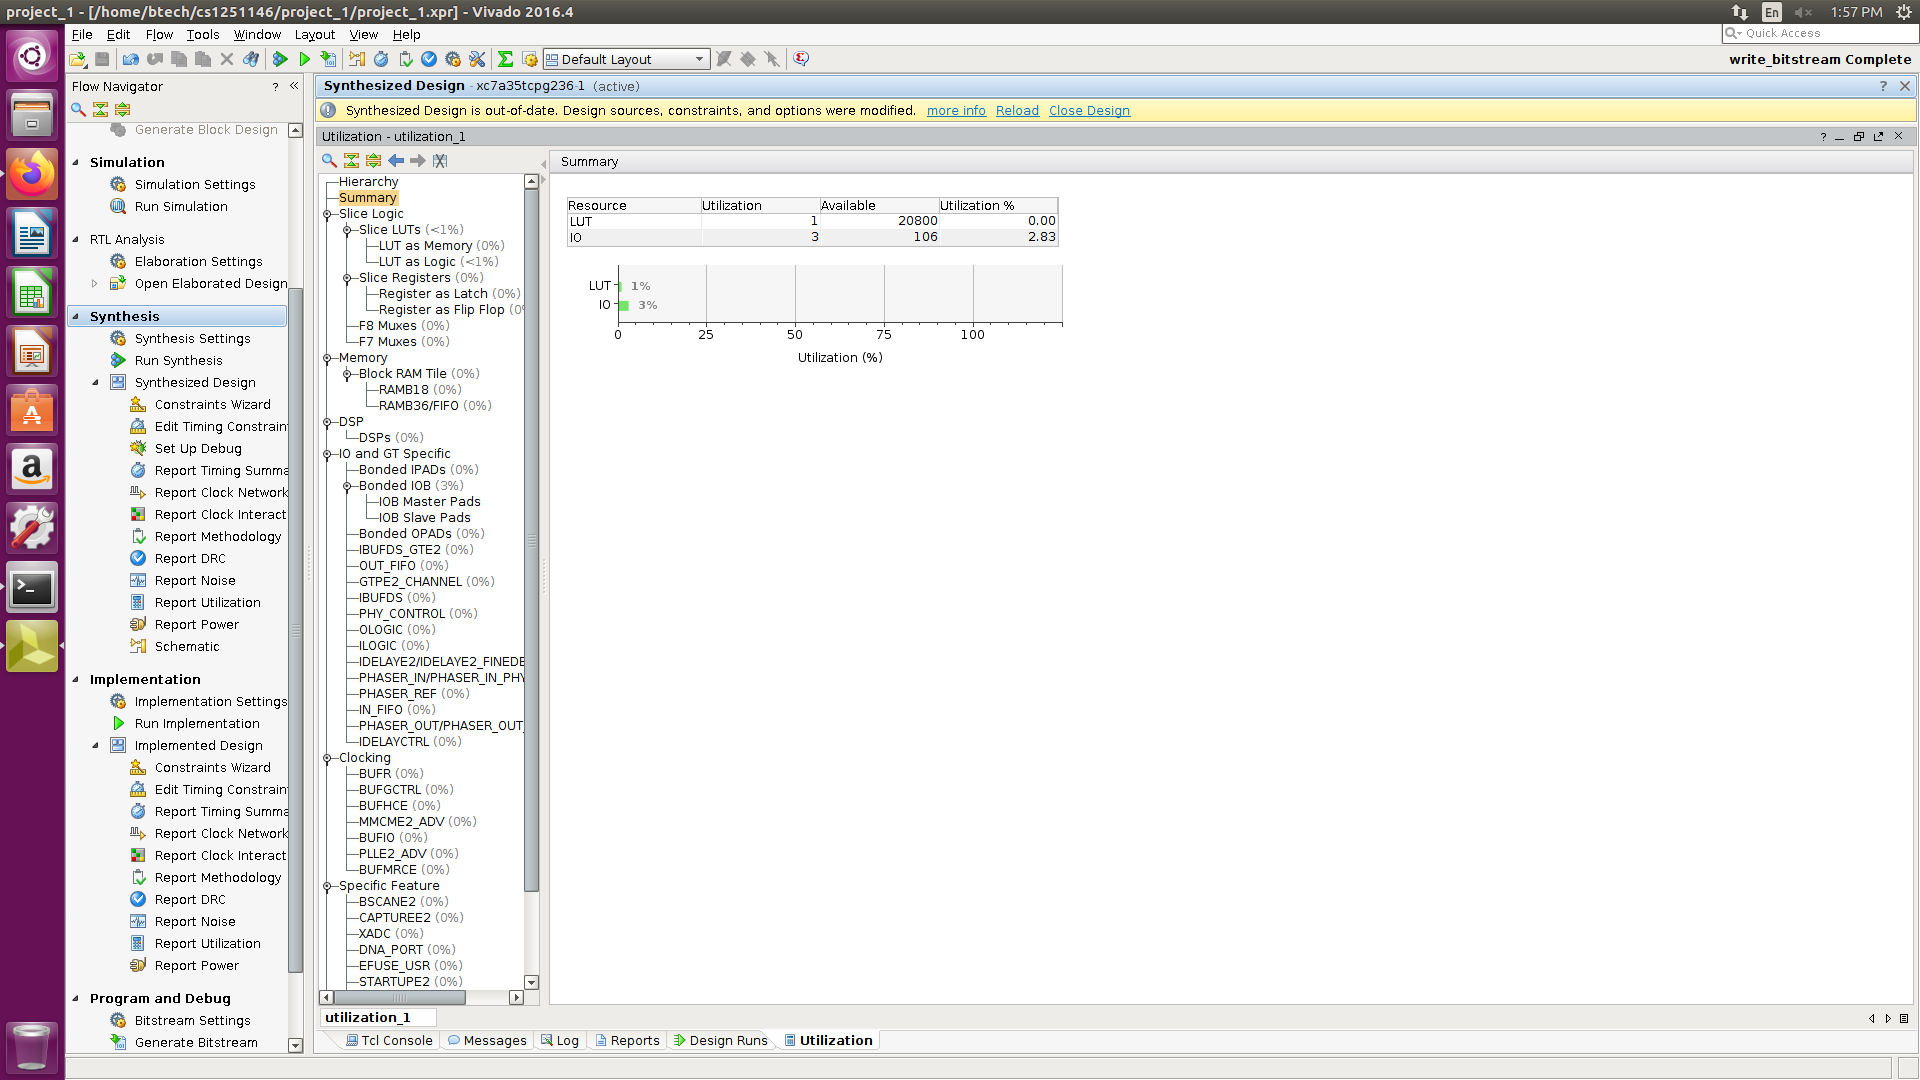 project_1 - [/home/btech/cs1251146/project_1/project_1.xpr] - Vivado 2016.4
En
1:57 PM
File Edit Flow Tools Window Layout View Help
Quick Access
Default Layout
write_bitstream Complete
Flow Navigator
Generate Block Design
Simulation
Simulation Settings
Run Simulation
RTL Analysis
Elaboration Settings
Open Elaborated Design
Synthesis
Synthesis Settings
Run Synthesis
Synthesized Design
Constraints Wizard
Edit Timing Constrain
Set Up Debug
Report Timing Summa
Report Clock Network
Report Clock Interact
Report Methodology
Report DRC
Report Noise
Report Utilization
Report Power
Schematic
Implementation
Implementation Settings
Run Implementation
Implemented Design
Constraints Wizard
Edit Timing Constrain
Report Timing Summa
Report Clock Network
Report Clock Interact
Report Methodology
Report DRC
Report Noise
Report Utilization
Report Power
Program and Debug
Bitstream Settings
Generate Bitstream
Synthesized Design - xc7a35tcpg236-1 (active)
Synthesized Design is out-of-date. Design sources, constraints, and options were modified. more info Reload Close Design
Utilization - utilization_1
Hierarchy
Summary
Slice Logic
Slice LUTs (<1%)
LUT as Memory (0%)
LUT as Logic (<1%)
Slice Registers (0%)
Register as Latch (0%)
Register as Flip Flop (0%
F8 Muxes (0%)
F7 Muxes (0%)
Memory
Block RAM Tile (0%)
RAMB18 (0%)
RAMB36/FIFO (0%)
DSP
DSPs (0%)
IO and GT Specific
Bonded IPADs (0%)
Bonded IOB (3%)
IOB Master Pads
IOB Slave Pads
Bonded OPADs (0%)
IBUFDS_GTE2 (0%)
OUT_FIFO (0%)
GTPE2_CHANNEL (0%)
IBUFDS (0%)
PHY_CONTROL (0%)
OLOGIC (0%)
ILOGIC (0%)
IDELAYE2/IDELAYE2_FINEDE
PHASER_IN/PHASER_IN_PHY
PHASER_REF (0%)
IN_FIFO (0%)
PHASER_OUT/PHASER_OUT_
IDELAYCTRL (0%)
Clocking
BUFR (0%)
BUFGCTRL (0%)
BUFHCE (0%)
MMCME2_ADV (0%)
BUFIO (0%)
PLLE2_ADV (0%)
BUFMRCE (0%)
Specific Feature
BSCANE2 (0%)
CAPTUREE2 (0%)
XADC (0%)
DNA_PORT (0%)
EFUSE_USR (0%)
STARTUPE2 (0%)
Summary
Resource Utilization Available Utilization %
LUT 1 20800 0.00
IO 3 106 2.83
LUT 1%
IO 3%
0 25 50 75 100
Utilization (%)
utilization_1
Tcl Console Messages Log Reports Design Runs Utilization